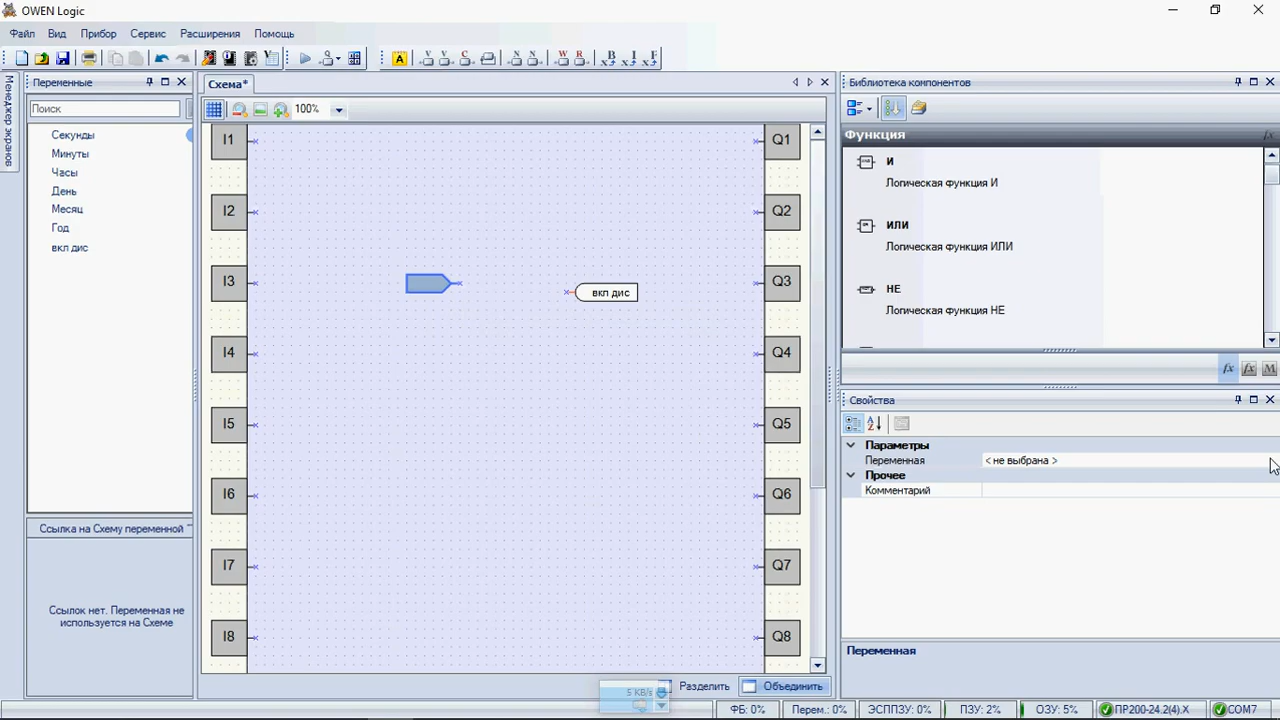 OWEN Logic
Файл Вид Прибор Сервис Расширения Помощь
Менеджер экранов
Переменные
Поиск
Секунды
Минуты
Часы
День
Месяц
Год
вкл дис
Ссылка на Схему переменной "
Ссылок нет. Переменная не
используется на Схеме
Схема*
100%
I1 Q1
I2 Q2
I3 Q3
вкл дис
I4 Q4
I5 Q5
I6 Q6
I7 Q7
I8 Q8
5 KB/s
Разделить Объединить
Библиотека компонентов
Функция
И
Логическая функция И
ИЛИ
Логическая функция ИЛИ
НЕ
Логическая функция НЕ
Свойства
Параметры
Переменная < не выбрана >
Прочее
Комментарий
Переменная
ФБ: 0% Перем.: 0% ЭСППЗУ: 0% ПЗУ: 2% ОЗУ: 5% ПР200-24.2(4).X COM7